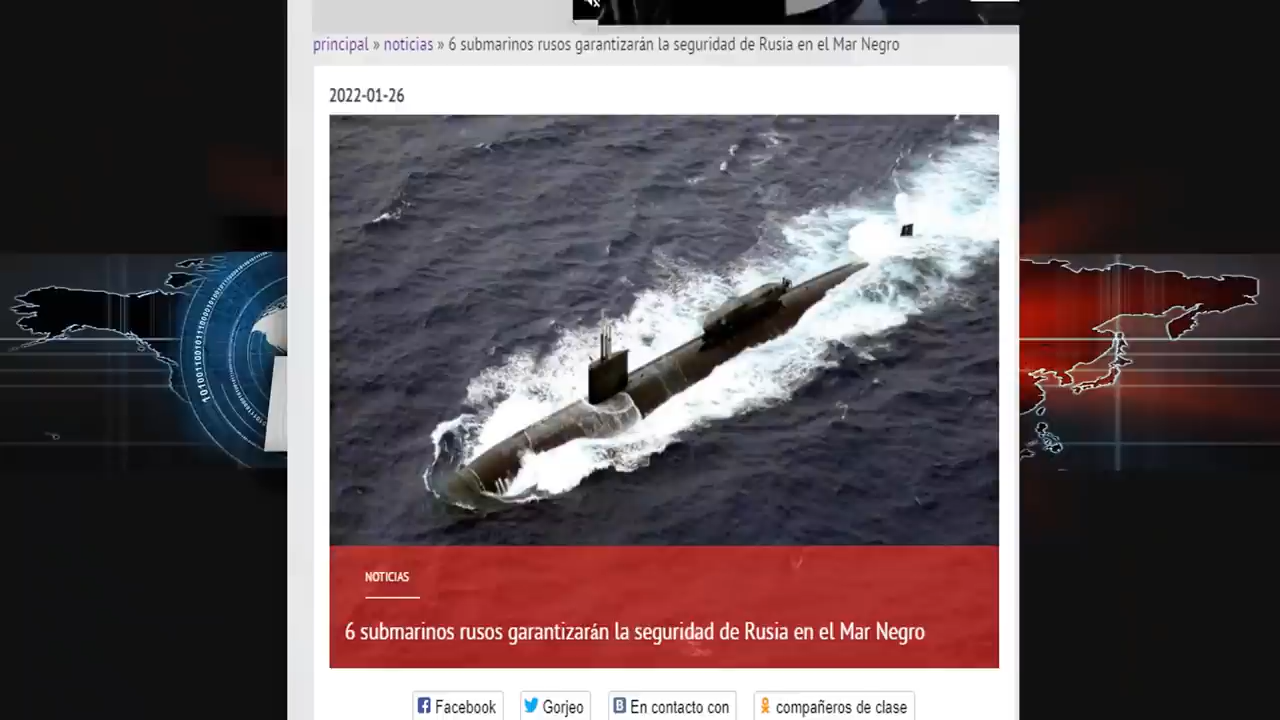 principal » noticias » 6 submarinos rusos garantizarán la seguridad de Rusia en el Mar Negro
2022-01-26
NOTICIAS
6 submarinos rusos garantizarán la seguridad de Rusia en el Mar Negro
Facebook
Gorjeo
En contacto con
compañeros de clase